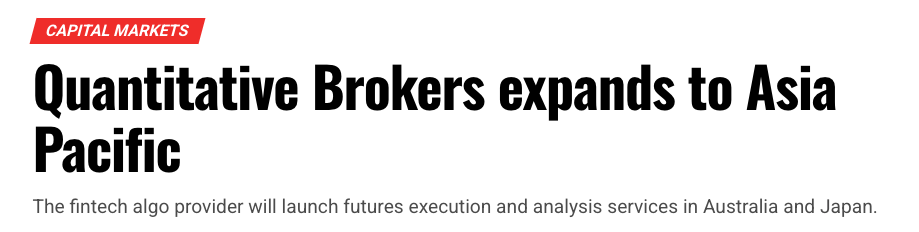 CAPITAL MARKETS
Quantitative Brokers expands to Asia
Pacific
The fintech algo provider will launch futures execution and analysis services in Australia and Japan.